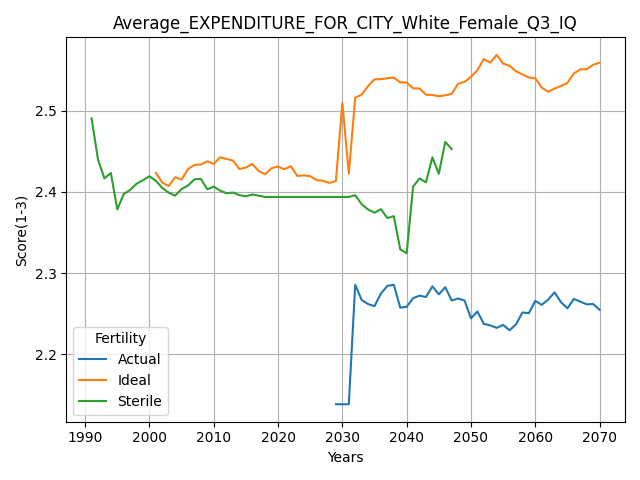 Average_EXPENDITURE_FOR_CITY_White_Female_Q3_IQ
Score(1-3)
2.5
2.4
2.3
2.2
Fertility
Actual
Ideal
Sterile
1990 2000 2010 2020 2030 2040 2050 2060 2070
Years